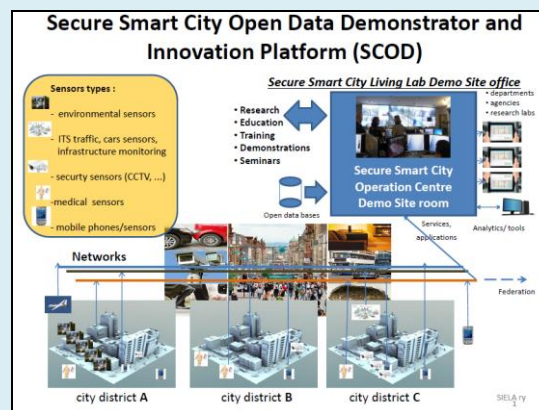 Secure Smart City Open Data Demonstrator and
Innovation Platform (SCOD)
Sensors types :
- environmental sensors
- ITS traffic, cars sensors,
infrastructure monitoring
- securty sensors (CCTV, ...)
-medical sensors
- mobile phones/sensors
Secure Smart City Living Lab Demo Site office
• Research
• Education
• Training
• Demonstrations
• Seminars
• departments
• agencies
• research labs
Secure Smart City
Operation Centre
Demo Site room
Open data bases
Services,
applications
Analytics/ tools
Networks
Federation
city district A
city district B
city district C
SIELA ry
1